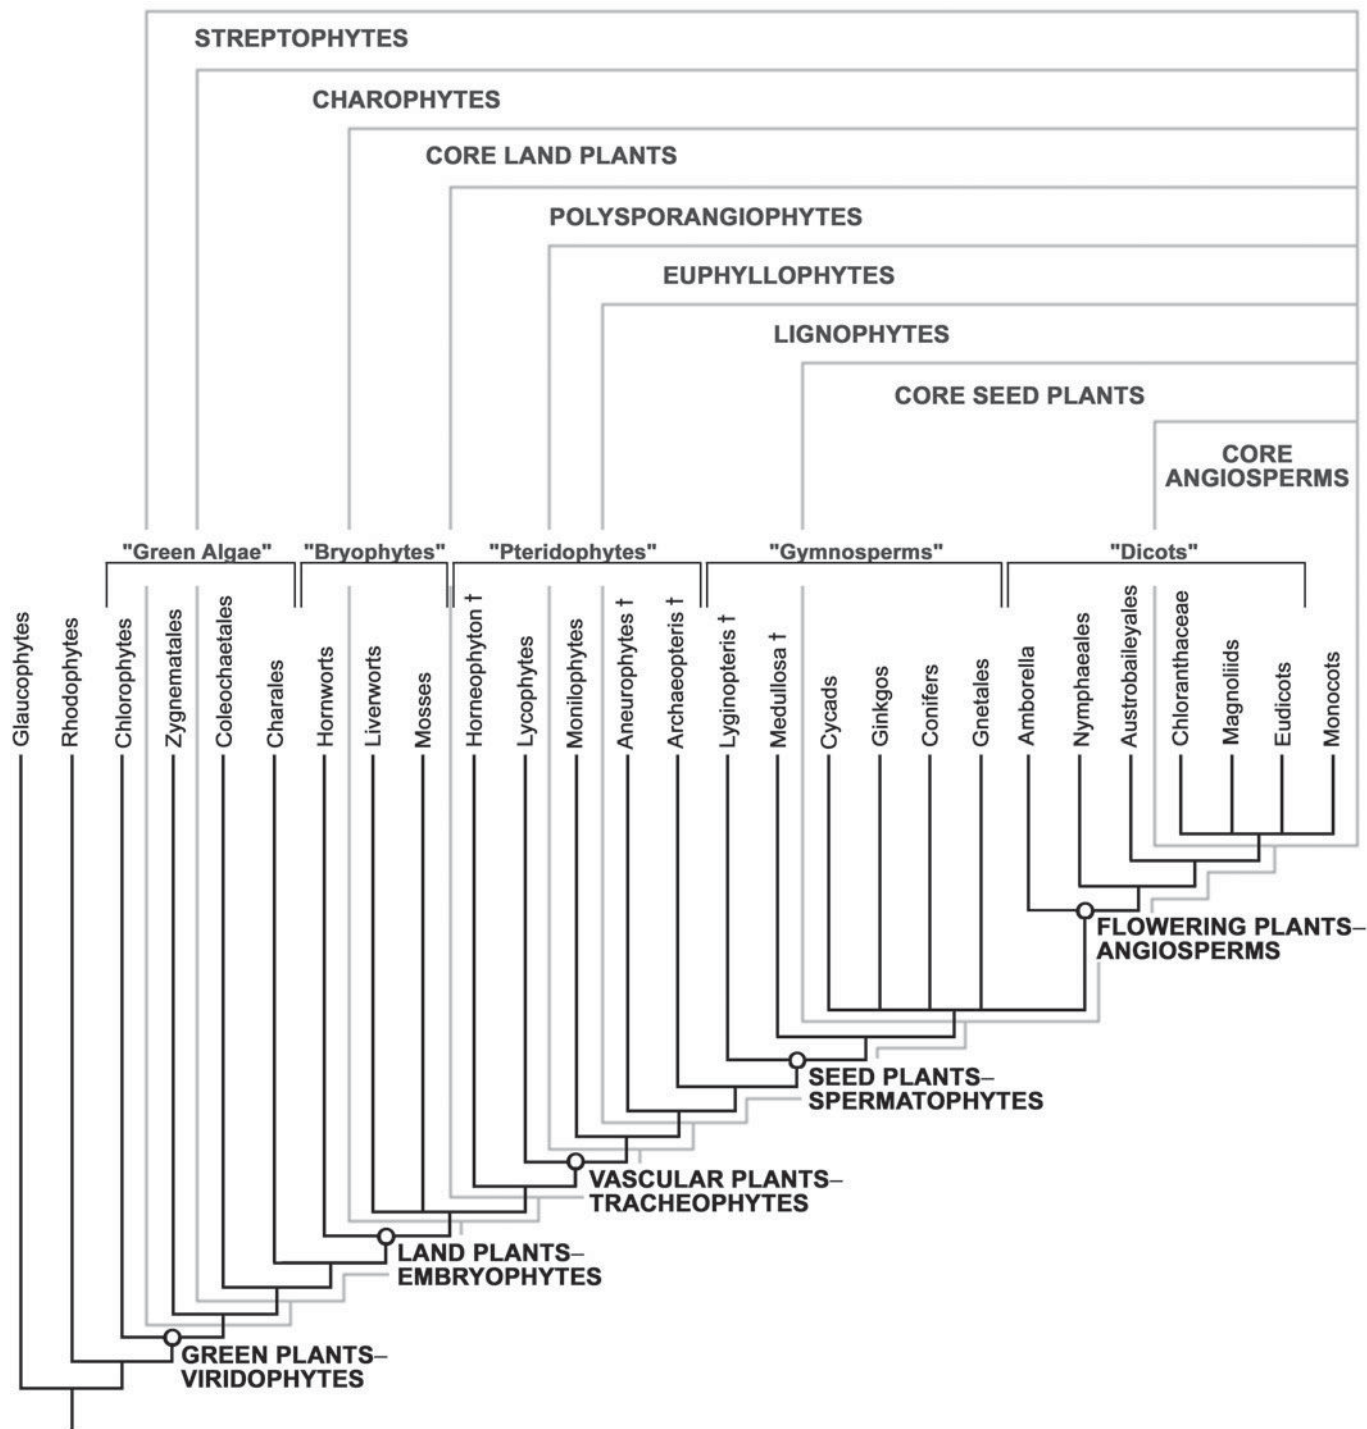 STREPTOPHYTES
CHAROPHYTES
CORE LAND PLANTS
POLYSPORANGIOPHYTES
EUPHYLLOPHYTES
LIGNOPHYTES
CORE SEED PLANTS
CORE
ANGIOSPERMS
"Green Algae"
"Bryophytes"
"Pteridophytes"
"Gymnosperms"
"Dicots"
Glaucophytes
Rhodophytes
Chlorophytes
Zygnematales
Coleochaetales
Charales
Hornworts
Liverworts
Mosses
Horneophyton †
Lycophytes
Monilophytes
Aneurophytes †
Archaeopteris †
Lyginopteris †
Medullosa †
Cycads
Ginkgos
Conifers
Gnetales
Amborella
Nymphaeales
Austrobaileyales
Chloranthaceae
Magnoliids
Eudicots
Monocots
FLOWERING PLANTS–
ANGIOSPERMS
SEED PLANTS–
SPERMATOPHYTES
VASCULAR PLANTS–
TRACHEOPHYTES
LAND PLANTS–
EMBRYOPHYTES
GREEN PLANTS–
VIRIDOPHYTES